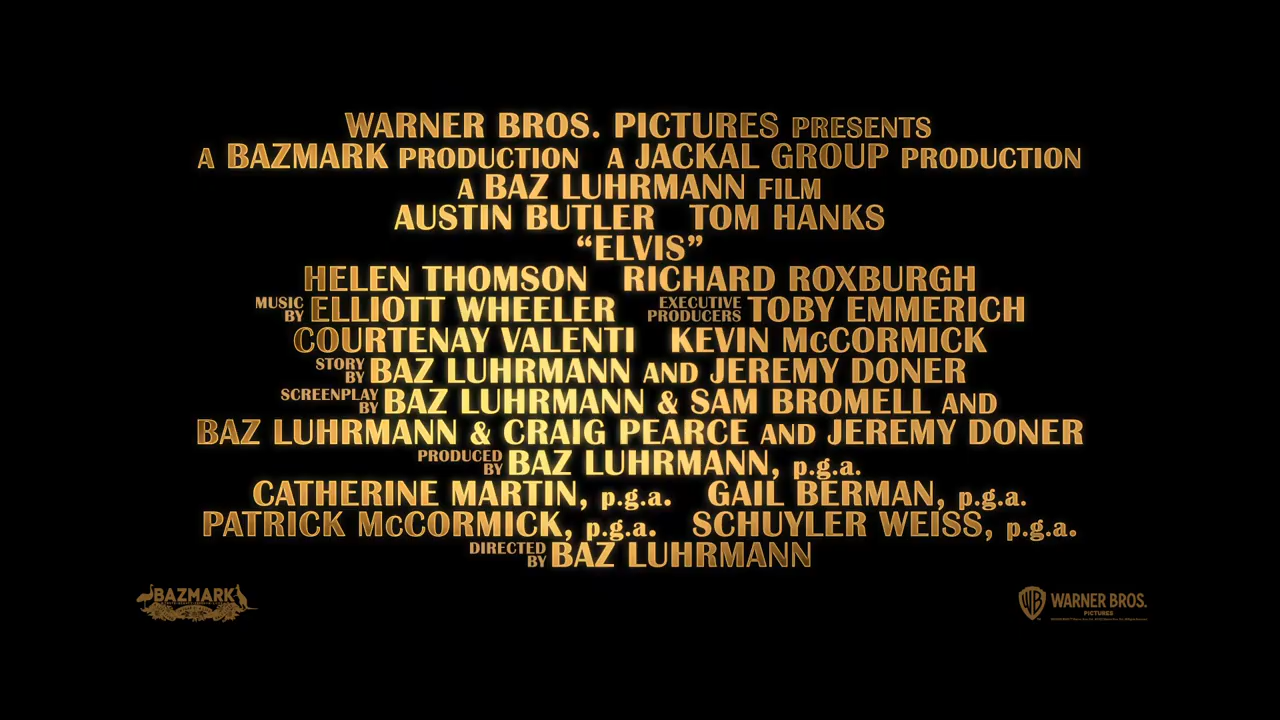 WARNER BROS. PICTURES PRESENTS
A BAZMARK PRODUCTION A JACKAL GROUP PRODUCTION
A BAZ LUHRMANN FILM
AUSTIN BUTLER TOM HANKS
“ELVIS”
HELEN THOMSON RICHARD ROXBURGH
MUSIC BY ELLIOTT WHEELER EXECUTIVE PRODUCERS TOBY EMMERICH
COURTENAY VALENTI KEVIN McCORMICK
STORY BY BAZ LUHRMANN AND JEREMY DONER
SCREENPLAY BY BAZ LUHRMANN & SAM BROMELL AND
BAZ LUHRMANN & CRAIG PEARCE AND JEREMY DONER
PRODUCED BY BAZ LUHRMANN, p.g.a.
CATHERINE MARTIN, p.g.a. GAIL BERMAN, p.g.a.
PATRICK McCORMICK, p.g.a. SCHUYLER WEISS, p.g.a.
DIRECTED BY BAZ LUHRMANN
BAZMARK
WB WARNER BROS.
PICTURES